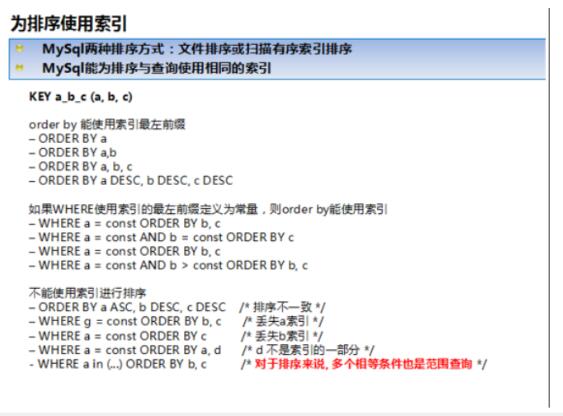 为排序使用索引
MySql两种排序方式：文件排序或扫描有序索引排序
MySql能为排序与查询使用相同的索引
KEY a_b_c (a, b, c)
order by 能使用索引最左前缀
– ORDER BY a
– ORDER BY a,b
– ORDER BY a, b, c
– ORDER BY a DESC, b DESC, c DESC
如果WHERE使用索引的最左前缀定义为常量，则order by能使用索引
– WHERE a = const ORDER BY b, c
– WHERE a = const AND b = const ORDER BY c
– WHERE a = const ORDER BY b, c
– WHERE a = const AND b > const ORDER BY b, c
不能使用索引进行排序
– ORDER BY a ASC, b DESC, c DESC /* 排序不一致 */
– WHERE g = const ORDER BY b, c /* 丢失a索引 */
– WHERE a = const ORDER BY c /* 丢失b索引 */
– WHERE a = const ORDER BY a, d /* d 不是索引的一部分 */
- WHERE a in (...) ORDER BY b, c /* 对于排序来说, 多个相等条件也是范围查询 */